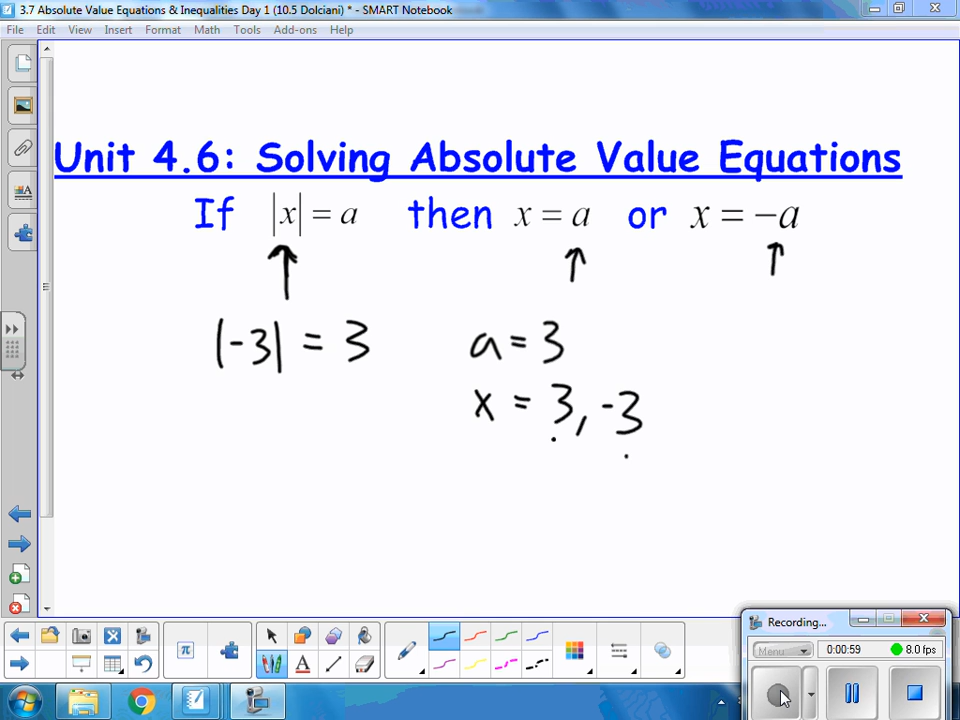 3.7 Absolute Value Equations & Inequalities Day 1 (10.5 Dolciani) * - SMART Notebook
File Edit View Insert Format Math Tools Add-ons Help
Unit 4.6: Solving Absolute Value Equations
If |x| = a then x = a or x = −a
|-3| = 3 a = 3
x = 3, -3
Recording...
Menu 0:00:59 8.0 fps